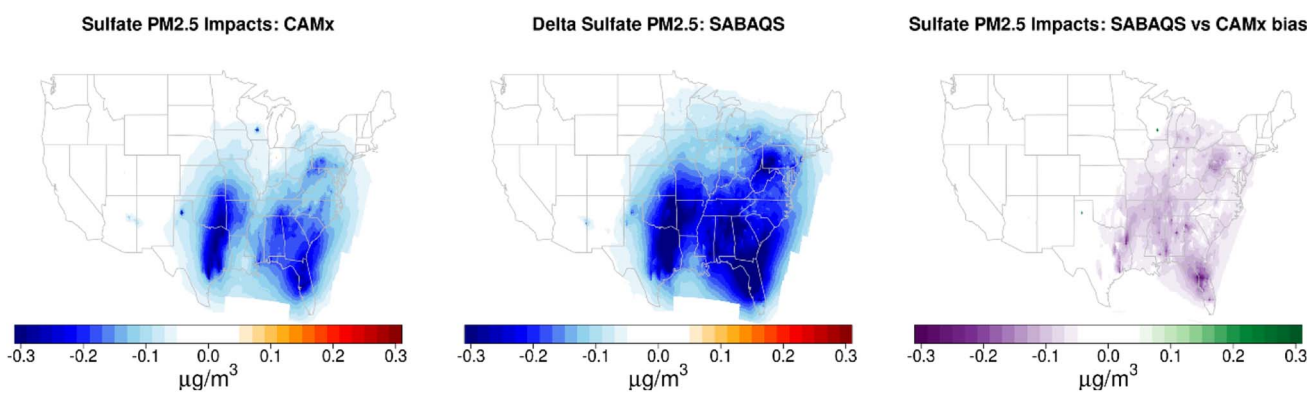 Sulfate PM2.5 Impacts: CAMx
Delta Sulfate PM2.5: SABAQS
Sulfate PM2.5 Impacts: SABAQS vs CAMx bias
-0.3 -0.2 -0.1 0.0 0.1 0.2 0.3
μg/m³
-0.3 -0.2 -0.1 0.0 0.1 0.2 0.3
μg/m³
-0.3 -0.2 -0.1 0.0 0.1 0.2 0.3
μg/m³